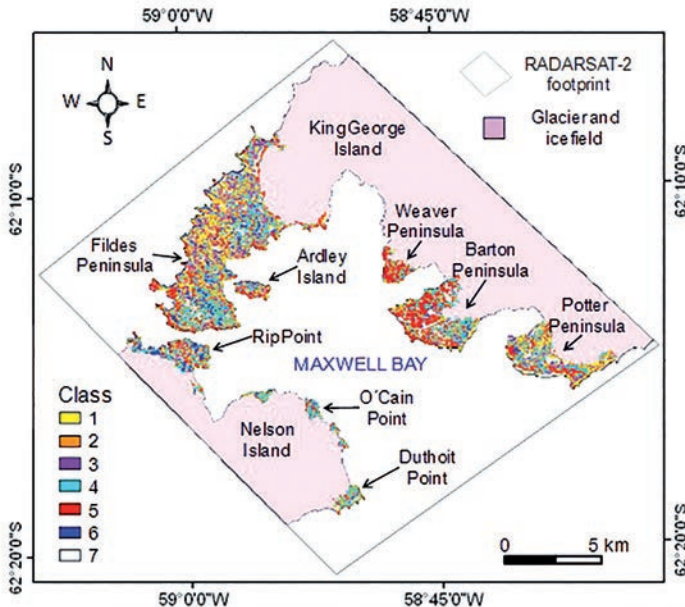 59°0'0"W
58°45'0"W
N
W
E
S
RADARSAT-2
footprint
Glacier and
icefield
King George
Island
62°10'0"S
62°10'0"S
Weaver
Peninsula
Barton
Peninsula
Fildes
Peninsula
Ardley
Island
Potter
Peninsula
Rip Point
MAXWELL BAY
Class
1
2
3
4
5
6
7
O´Cain
Point
Nelson
Island
Duthoit
Point
62°20'0"S
62°20'0"S
0
5 km
59°0'0"W
58°45'0"W